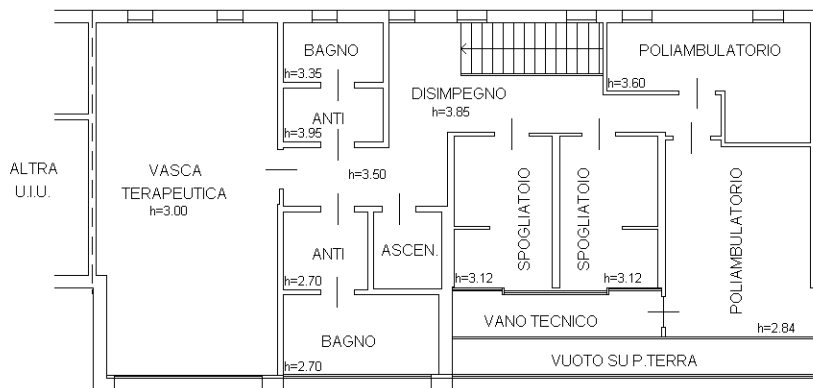 BAGNO
h=3.35
POLIAMBULATORIO
h=3.60
DISIMPEGNO
h=3.85
ANTI
h=3.95
ALTRA
U.I.U.
VASCA
TERAPEUTICA
h=3.00
h=3.50
SPOGLIATOIO
h=3.12
SPOGLIATOIO
h=3.12
POLIAMBULATORIO
h=2.84
ANTI
h=2.70
ASCEN.
VANO TECNICO
BAGNO
h=2.70
VUOTO SU P.TERRA